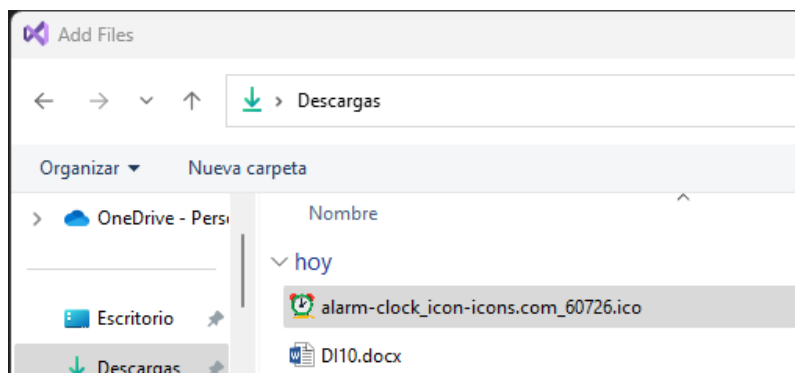 Add Files
Descargas
Organizar Nueva carpeta
OneDrive - Pers
Nombre
hoy
Escritorio
alarm-clock_icon-icons.com_60726.ico
DI10.docx
Descargas